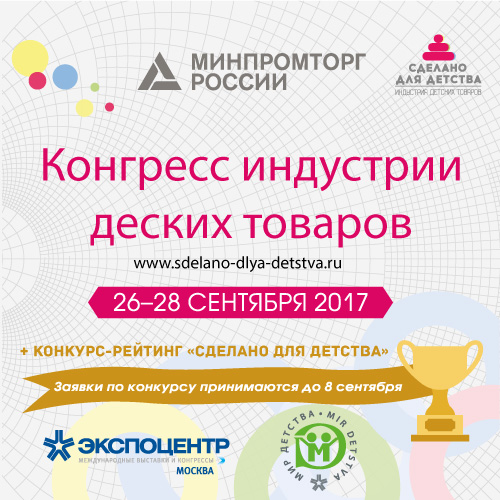 МИНПРОМТОРГ
РОССИИ
СДЕЛАНО
ДЛЯ ДЕТСТВА
ИНДУСТРИЯ ДЕТСКИХ ТОВАРОВ
Конгресс индустрии
деских товаров
www.sdelano-dlya-detstva.ru
26–28 СЕНТЯБРЯ 2017
+ КОНКУРС-РЕЙТИНГ «СДЕЛАНО ДЛЯ ДЕТСТВА»
Заявки по конкурсу принимаются до 8 сентября
ЭКСПОЦЕНТР
МЕЖДУНАРОДНЫЕ ВЫСТАВКИ И КОНГРЕССЫ
МОСКВА
МИР ДЕТСТВА • MIR DETSTVA •